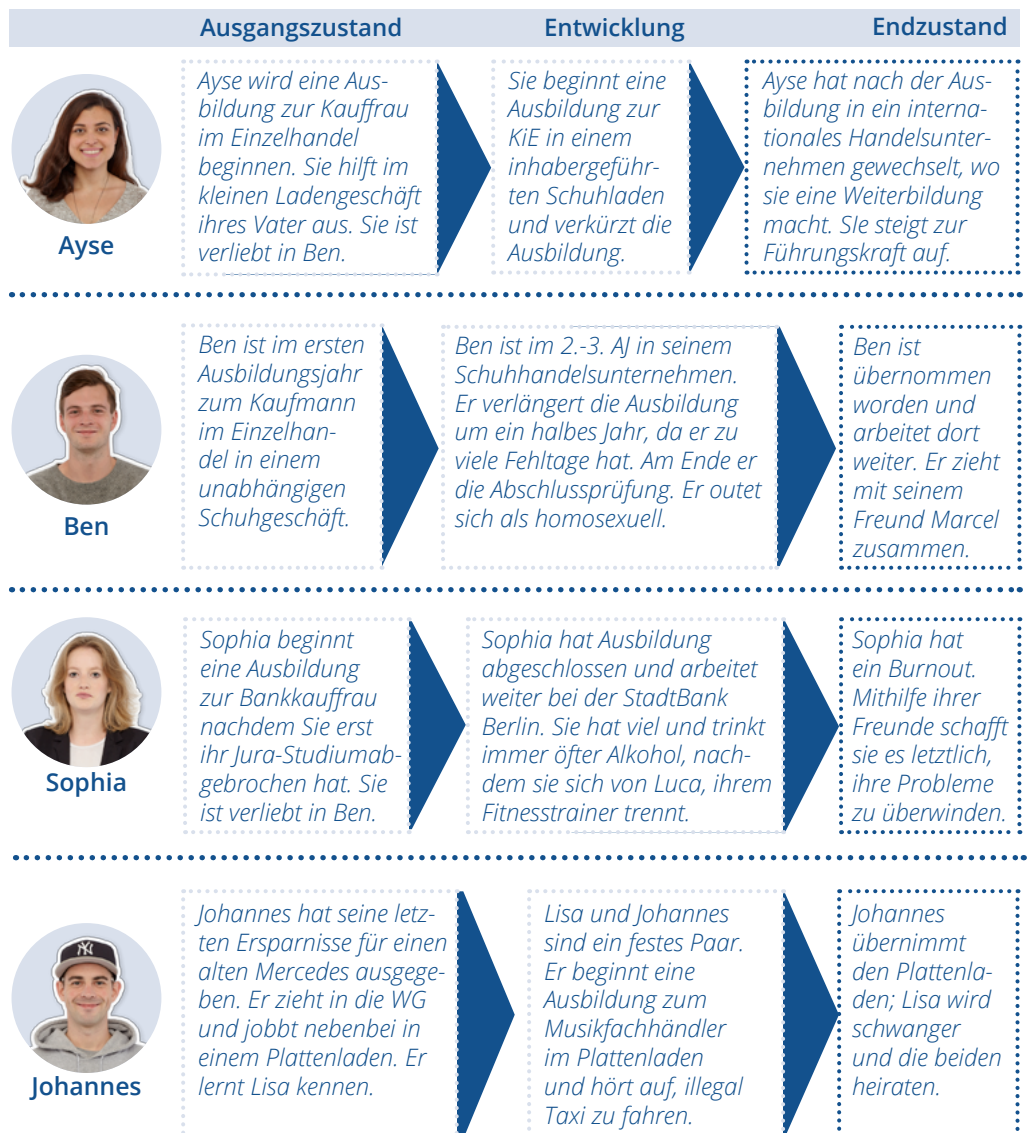 Ausgangszustand Entwicklung Endzustand
Ayse wird eine Aus-
bildung zur Kauffrau
im Einzelhandel
beginnen. Sie hilft im
kleinen Ladengeschäft
ihres Vater aus. Sie ist
verliebt in Ben.
Sie beginnt eine
Ausbildung zur
KiE in einem
inhabergeführ-
ten Schuhladen
und verkürzt die
Ausbildung.
Ayse hat nach der Aus-
bildung in ein interna-
tionales Handelsunter-
nehmen gewechselt, wo
sie eine Weiterbildung
macht. SIe steigt zur
Führungskraft auf.
Ayse
Ben ist im ersten
Ausbildungsjahr
zum Kaufmann
im Einzelhan-
del in einem
unabhängigen
Schuhgeschäft.
Ben ist im 2.-3. AJ in seinem
Schuhhandelsunternehmen.
Er verlängert die Ausbildung
um ein halbes Jahr, da er zu
viele Fehltage hat. Am Ende er
die Abschlussprüfung. Er outet
sich als homosexuell.
Ben ist
übernommen
worden und
arbeitet dort
weiter. Er zieht
mit seinem
Freund Marcel
zusammen.
Ben
Sophia beginnt
eine Ausbildung
zur Bankkauffrau
nachdem Sie erst
ihr Jura-Studiumab-
gebrochen hat. Sie
ist verliebt in Ben.
Sophia hat Ausbildung
abgeschlossen und arbeitet
weiter bei der StadtBank
Berlin. Sie hat viel und trinkt
immer öfter Alkohol, nach-
dem sie sich von Luca, ihrem
Fitnesstrainer trennt.
Sophia hat
ein Burnout.
Mithilfe ihrer
Freunde schafft
sie es letztlich,
ihre Probleme
zu überwinden.
Sophia
Johannes hat seine letz-
ten Ersparnisse für einen
alten Mercedes ausgege-
ben. Er zieht in die WG
und jobbt nebenbei in
einem Plattenladen. Er
lernt Lisa kennen.
Lisa und Johannes
sind ein festes Paar.
Er beginnt eine
Ausbildung zum
Musikfachhändler
im Plattenladen
und hört auf, illegal
Taxi zu fahren.
Johannes
übernimmt
den Plattenla-
den; Lisa wird
schwanger
und die beiden
heiraten.
NY
Johannes